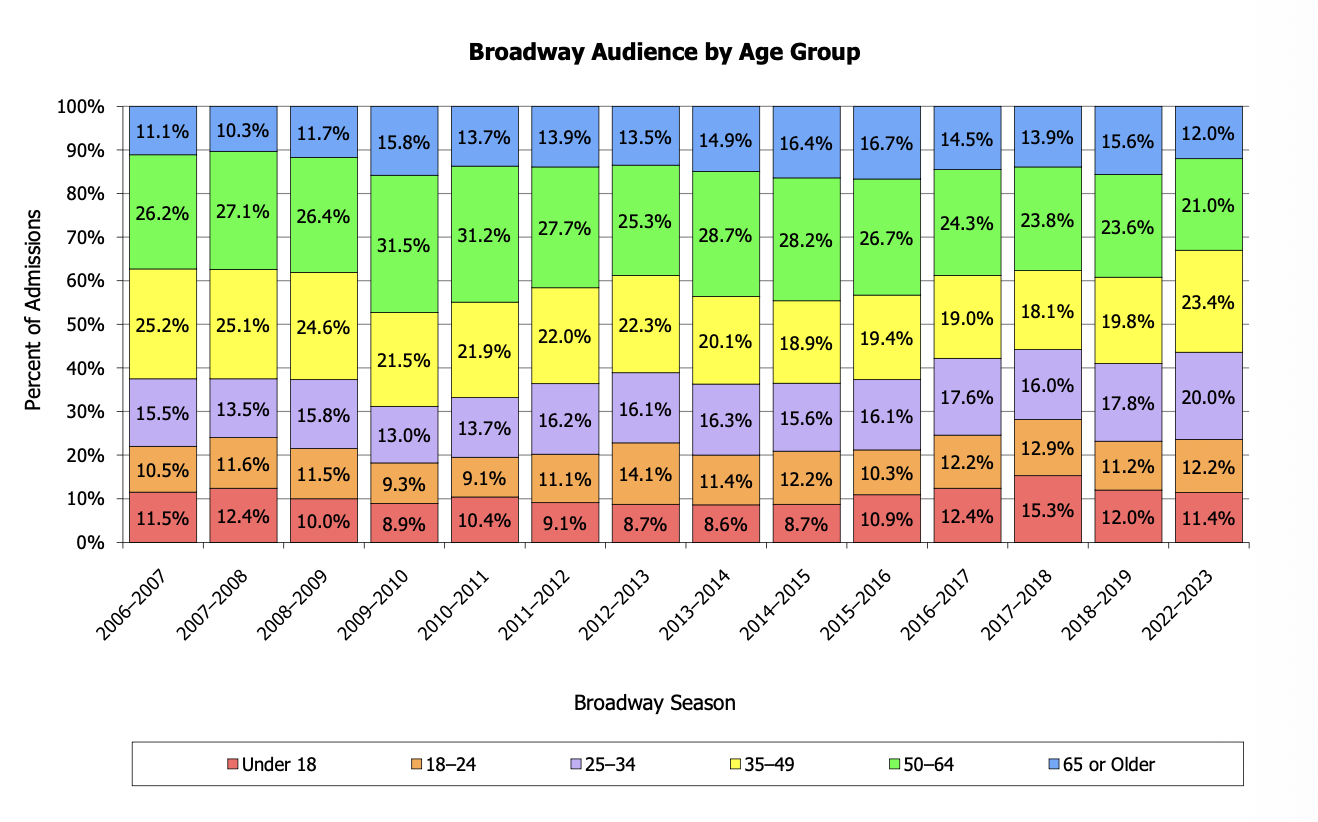 Broadway Audience by Age Group
Percent of Admissions
100%
90%
80%
70%
60%
50%
40%
30%
20%
10%
0%
11.1% 10.3% 11.7% 15.8% 13.7% 13.9% 13.5% 14.9% 16.4% 16.7% 14.5% 13.9% 15.6% 12.0%
26.2% 27.1% 26.4% 31.5% 31.2% 27.7% 25.3% 28.7% 28.2% 26.7% 24.3% 23.8% 23.6% 21.0%
25.2% 25.1% 24.6% 21.5% 21.9% 22.0% 22.3% 20.1% 18.9% 19.4% 19.0% 18.1% 19.8% 23.4%
15.5% 13.5% 15.8% 13.0% 13.7% 16.2% 16.1% 16.3% 15.6% 16.1% 17.6% 16.0% 17.8% 20.0%
10.5% 11.6% 11.5% 9.3% 9.1% 11.1% 14.1% 11.4% 12.2% 10.3% 12.2% 12.9% 11.2% 12.2%
11.5% 12.4% 10.0% 8.9% 10.4% 9.1% 8.7% 8.6% 8.7% 10.9% 12.4% 15.3% 12.0% 11.4%
2006–2007 2007–2008 2008–2009 2009–2010 2010–2011 2011–2012 2012–2013 2013–2014 2014–2015 2015–2016 2016–2017 2017–2018 2018–2019 2022–2023
Broadway Season
Under 18 18–24 25–34 35–49 50–64 65 or Older